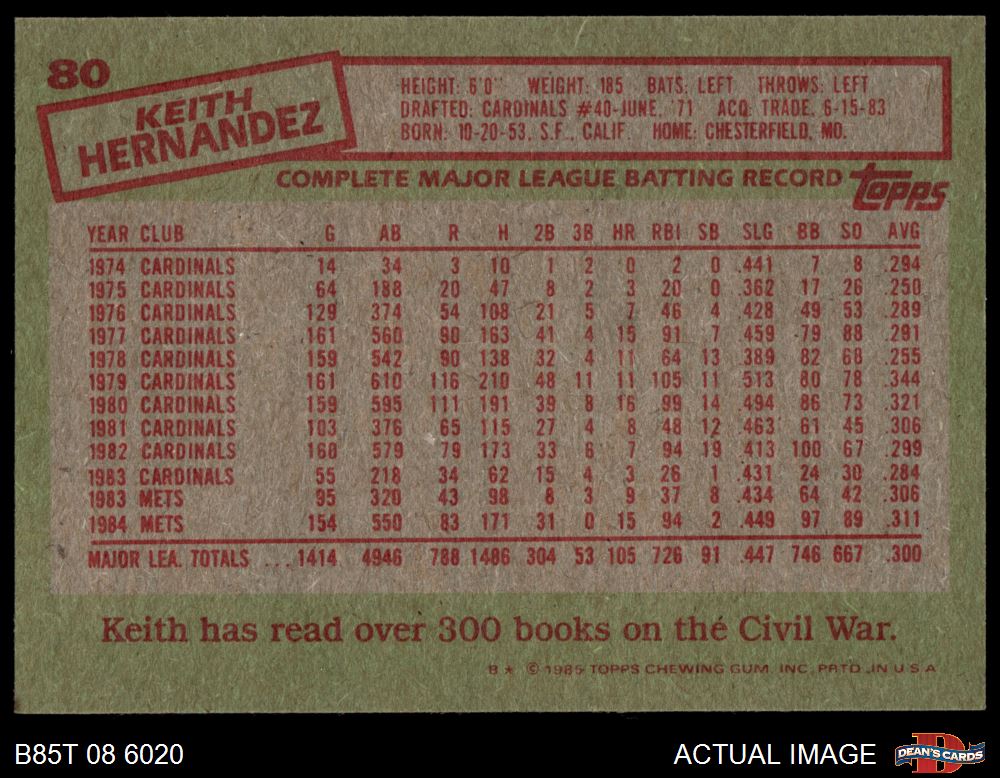 80
KEITH
HERNANDEZ
HEIGHT: 6'0" WEIGHT: 185 BATS: LEFT THROWS: LEFT
DRAFTED: CARDINALS #40-JUNE, '71 ACQ: TRADE, 6-15-83
BORN: 10-20-53, S.F., CALIF. HOME: CHESTERFIELD, MO.
COMPLETE MAJOR LEAGUE BATTING RECORD
TOPPS
YEAR CLUB G AB R H 2B 3B HR RBI SB SLG BB SO AVG
1974 CARDINALS 14 34 3 10 1 2 0 2 0 .441 7 8 .294
1975 CARDINALS 64 188 20 47 8 2 3 20 0 .362 17 26 .250
1976 CARDINALS 129 374 54 108 21 5 7 46 4 .428 49 53 .289
1977 CARDINALS 161 560 90 163 41 4 15 91 7 .459 79 88 .291
1978 CARDINALS 159 542 90 138 32 4 11 64 13 .389 82 68 .255
1979 CARDINALS 161 610 116 210 48 11 11 105 11 .513 80 78 .344
1980 CARDINALS 159 595 111 191 39 8 16 99 14 .494 86 73 .321
1981 CARDINALS 103 376 65 115 27 4 8 48 12 .463 61 45 .306
1982 CARDINALS 160 579 79 173 33 6 7 94 19 .413 100 67 .299
1983 CARDINALS 55 218 34 62 15 4 3 26 1 .431 24 30 .284
1983 METS 95 320 43 98 8 3 9 37 8 .434 64 42 .306
1984 METS 154 550 83 171 31 0 15 94 2 .449 97 89 .311
MAJOR LEA. TOTALS ... 1414 4946 788 1486 304 53 105 726 91 .447 746 667 .300
Keith has read over 300 books on the Civil War.
B ★ © 1985 TOPPS CHEWING GUM, INC. PRTD. IN U S A
B85T 08 6020
ACTUAL IMAGE
D
DEAN'S CARDS